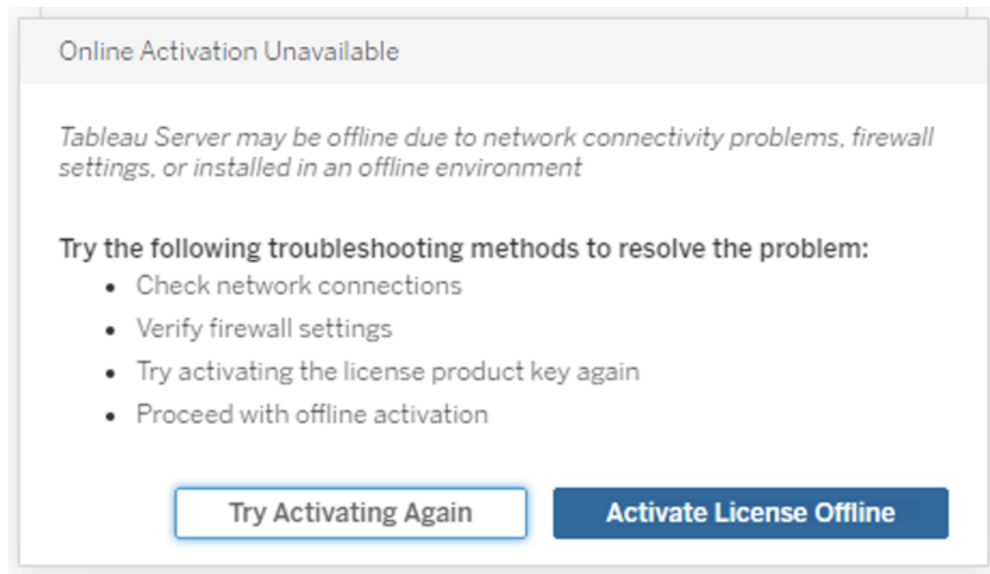 Online Activation Unavailable
Tableau Server may be offline due to network connectivity problems, firewall
settings, or installed in an offline environment
Try the following troubleshooting methods to resolve the problem:
• Check network connections
• Verify firewall settings
• Try activating the license product key again
• Proceed with offline activation
Try Activating Again
Activate License Offline